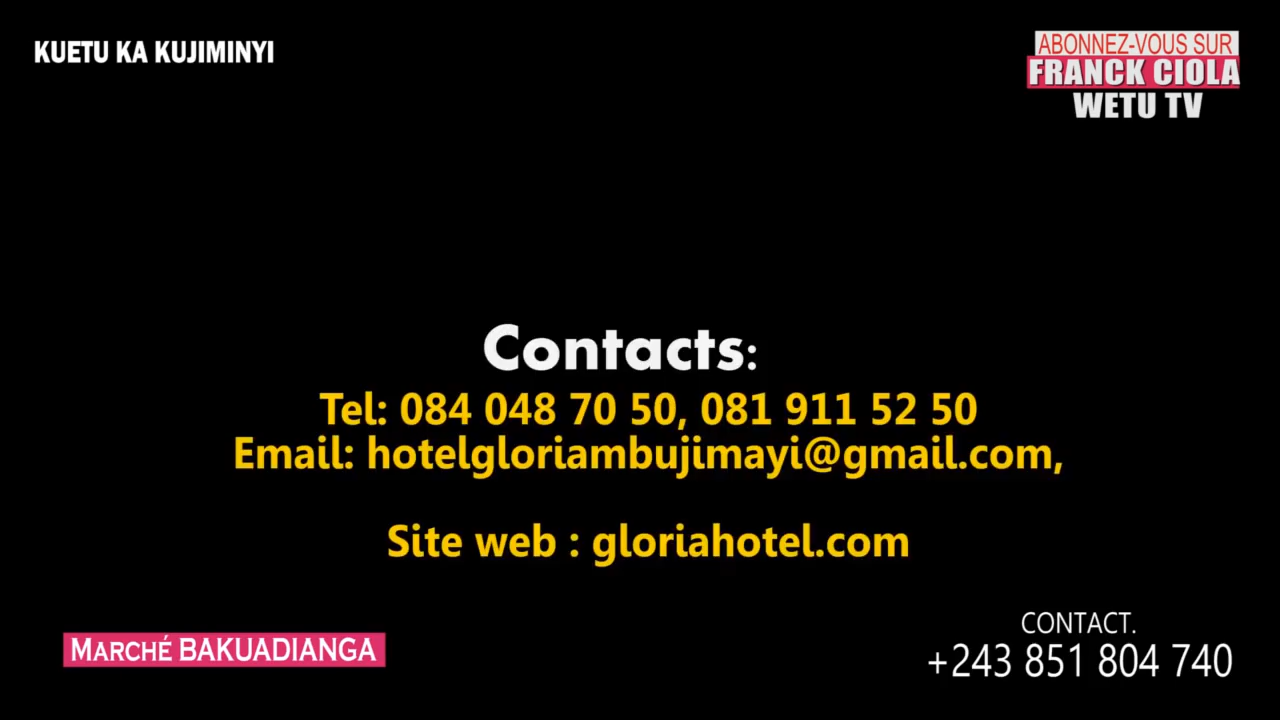 KUETU KA KUJIMINYI
ABONNEZ-VOUS SUR
FRANCK CIOLA
WETU TV
Contacts:
Tel: 084 048 70 50, 081 911 52 50
Email: hotelgloriambujimayi@gmail.com,
Site web : gloriahotel.com
MARCHÉ BAKUADIANGA
CONTACT.
+243 851 804 740